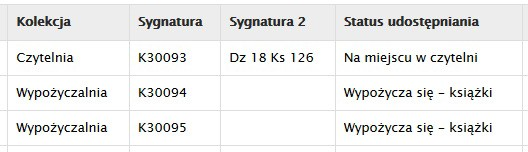 Kolekcja Sygnatura Sygnatura 2 Status udostępniania
Czytelnia K30093 Dz 18 Ks 126 Na miejscu w czytelni
Wypożyczalnia K30094 Wypożycza się – książki
Wypożyczalnia K30095 Wypożycza się – książki